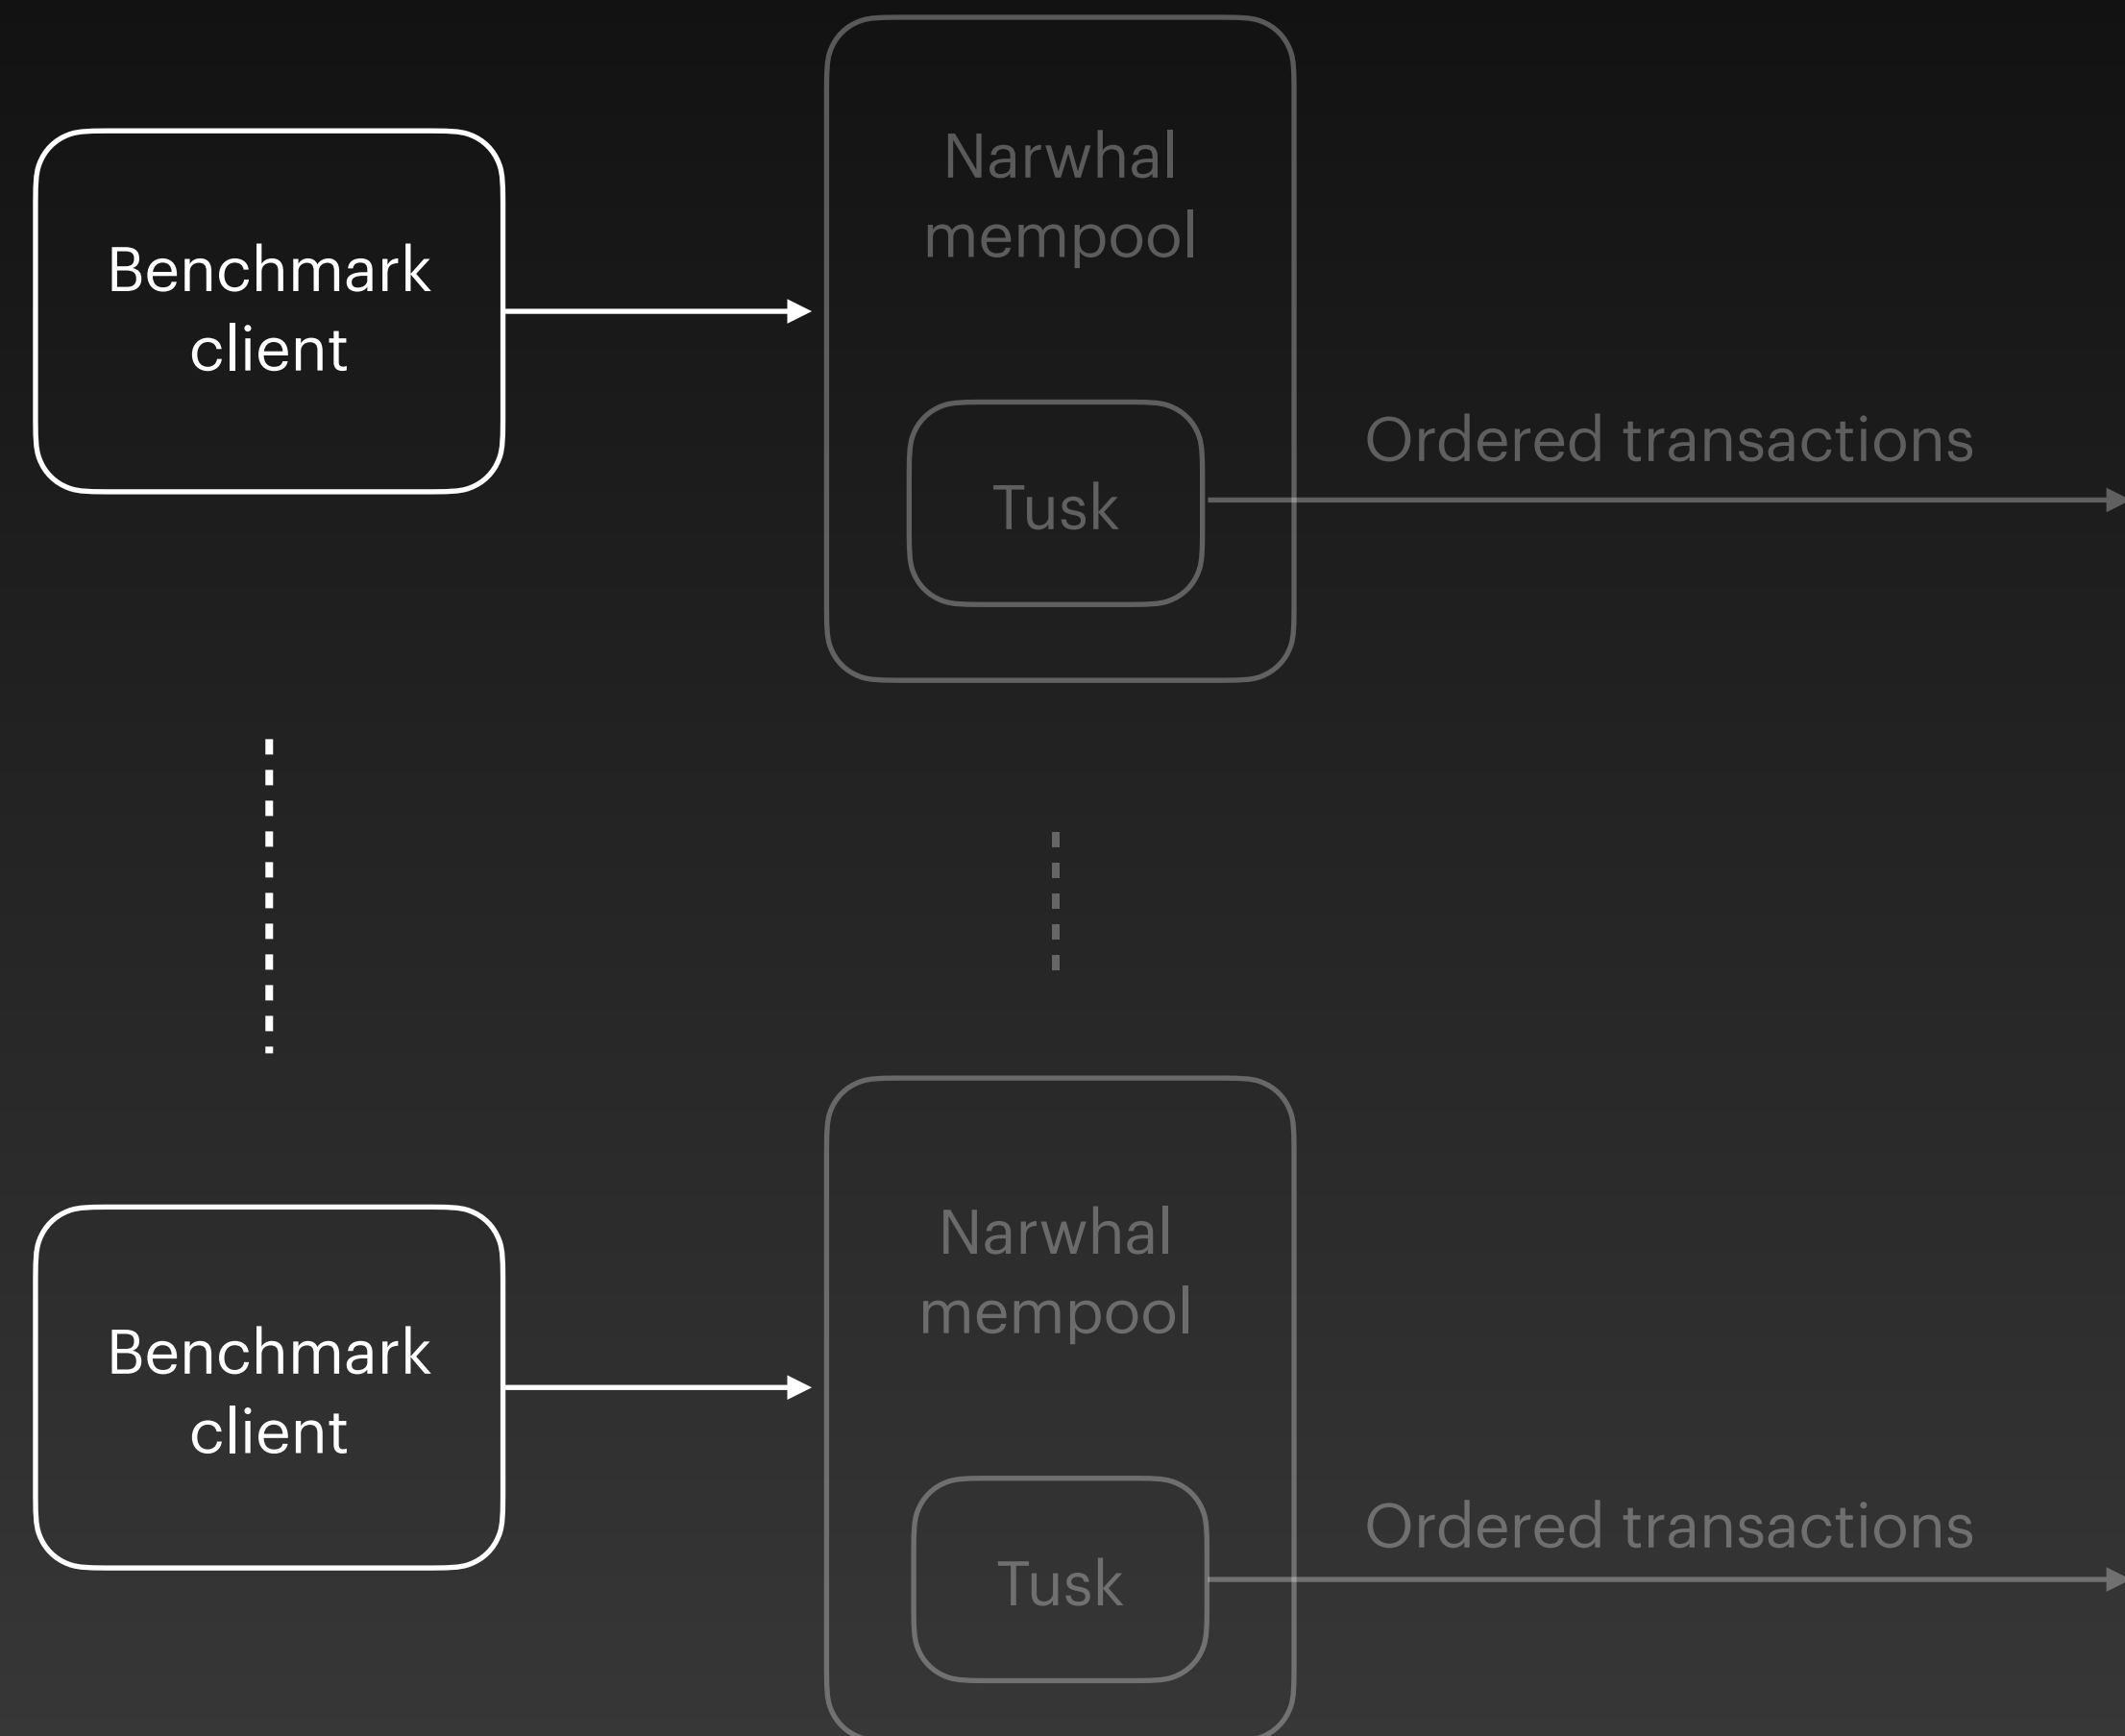 Narwhal
mempool
Benchmark
client
Ordered transactions
Tusk
Narwhal
mempool
Benchmark
client
Ordered transactions
Tusk